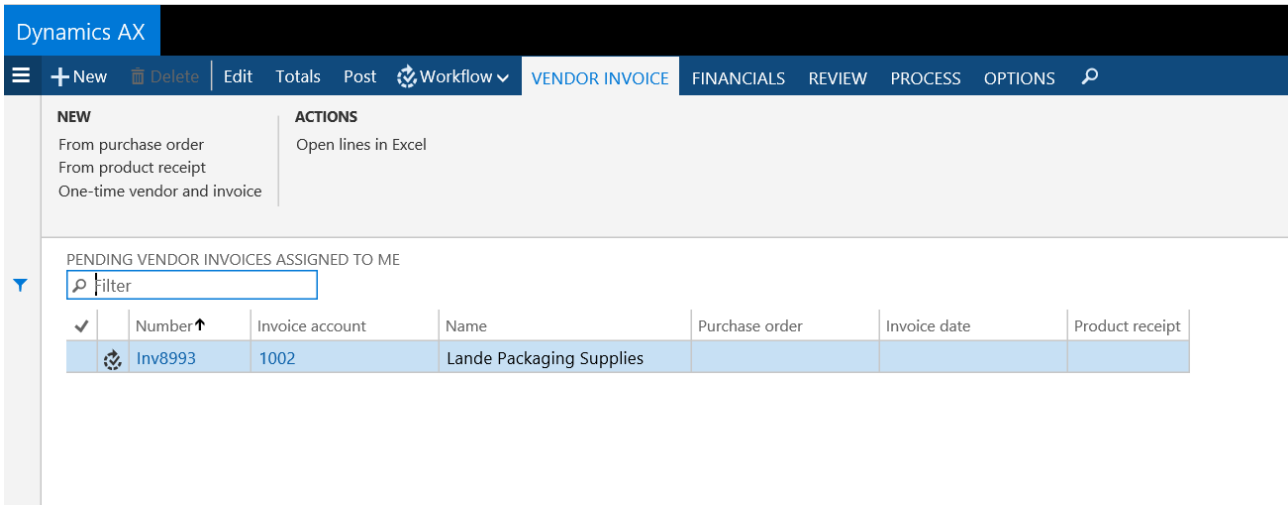 Dynamics AX
New Delete Edit Totals Post Workflow VENDOR INVOICE FINANCIALS REVIEW PROCESS OPTIONS
NEW
From purchase order
From product receipt
One-time vendor and invoice
ACTIONS
Open lines in Excel
PENDING VENDOR INVOICES ASSIGNED TO ME
Filter
Number Invoice account Name Purchase order Invoice date Product receipt
Inv8993 1002 Lande Packaging Supplies